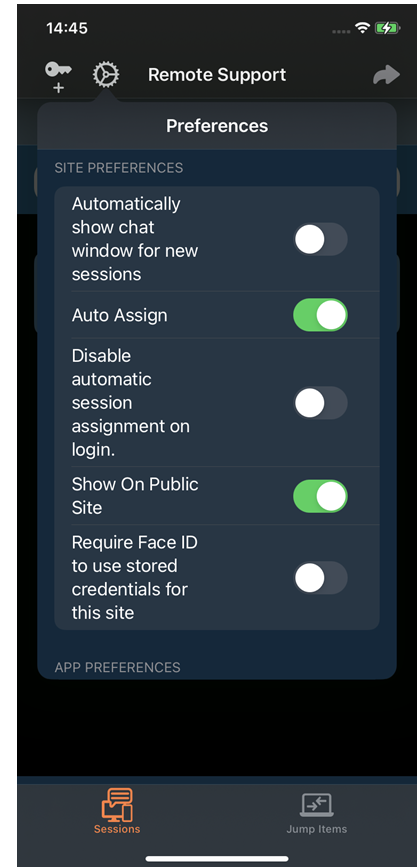 14:45
Remote Support
Preferences
SITE PREFERENCES
Automatically
show chat
window for new
sessions
Auto Assign
Disable
automatic
session
assignment on
login.
Show On Public
Site
Require Face ID
to use stored
credentials for
this site
APP PREFERENCES
Sessions
Jump Items